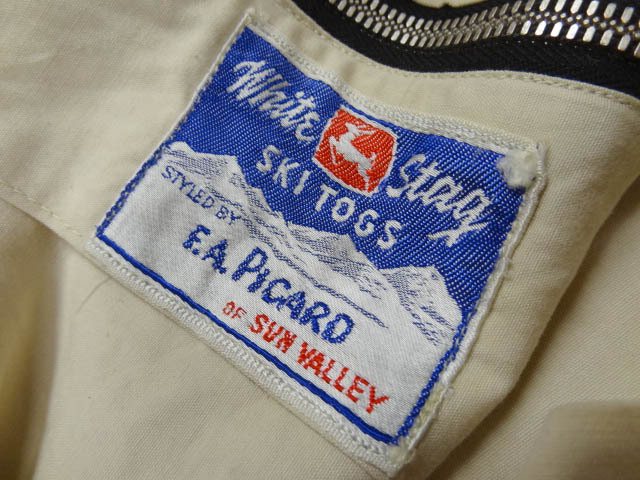 White Stag
SKI TOGS
STYLED BY
F.A. PICARD
OF SUN VALLEY